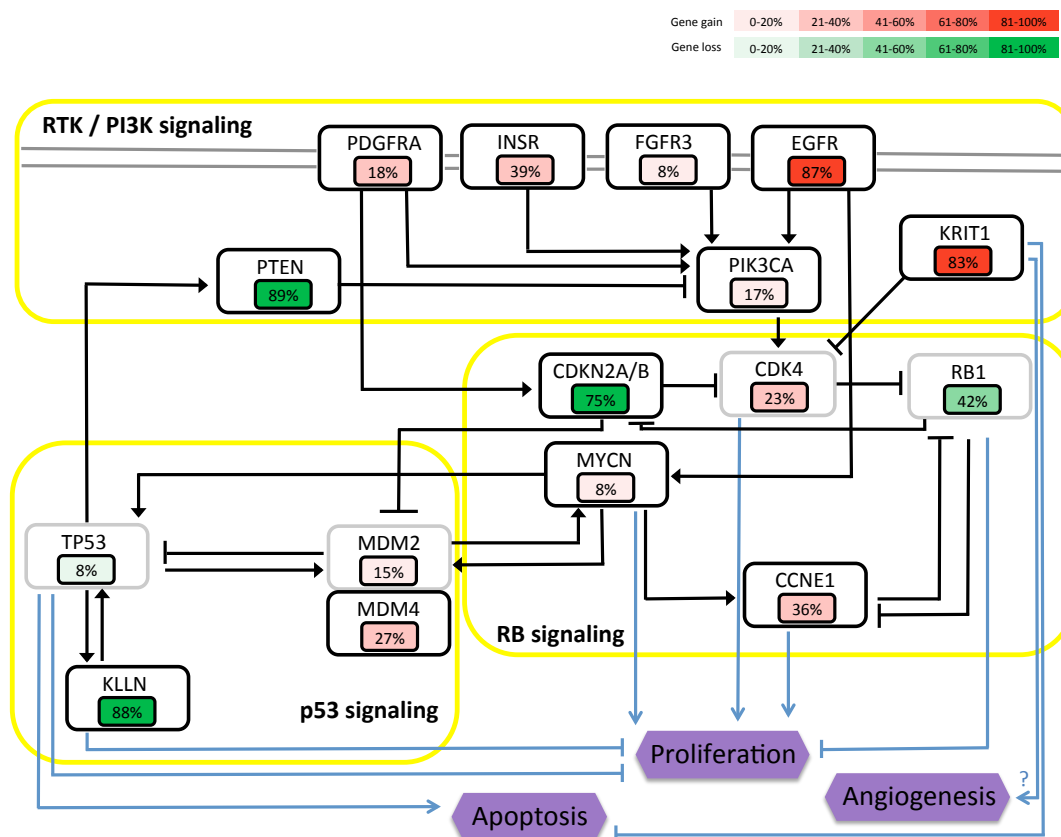 Gene gain 0-20% 21-40% 41-60% 61-80% 81-100%
Gene loss 0-20% 21-40% 41-60% 61-80% 81-100%
RTK / PI3K signaling
PDGFRA
18%
INSR
39%
FGFR3
8%
EGFR
87%
KRIT1
83%
PTEN
89%
PIK3CA
17%
CDKN2A/B
75%
CDK4
23%
RB1
42%
MYCN
8%
TP53
8%
MDM2
15%
MDM4
27%
CCNE1
36%
RB signaling
KLLN
88%
p53 signaling
Proliferation
?
Angiogenesis
Apoptosis